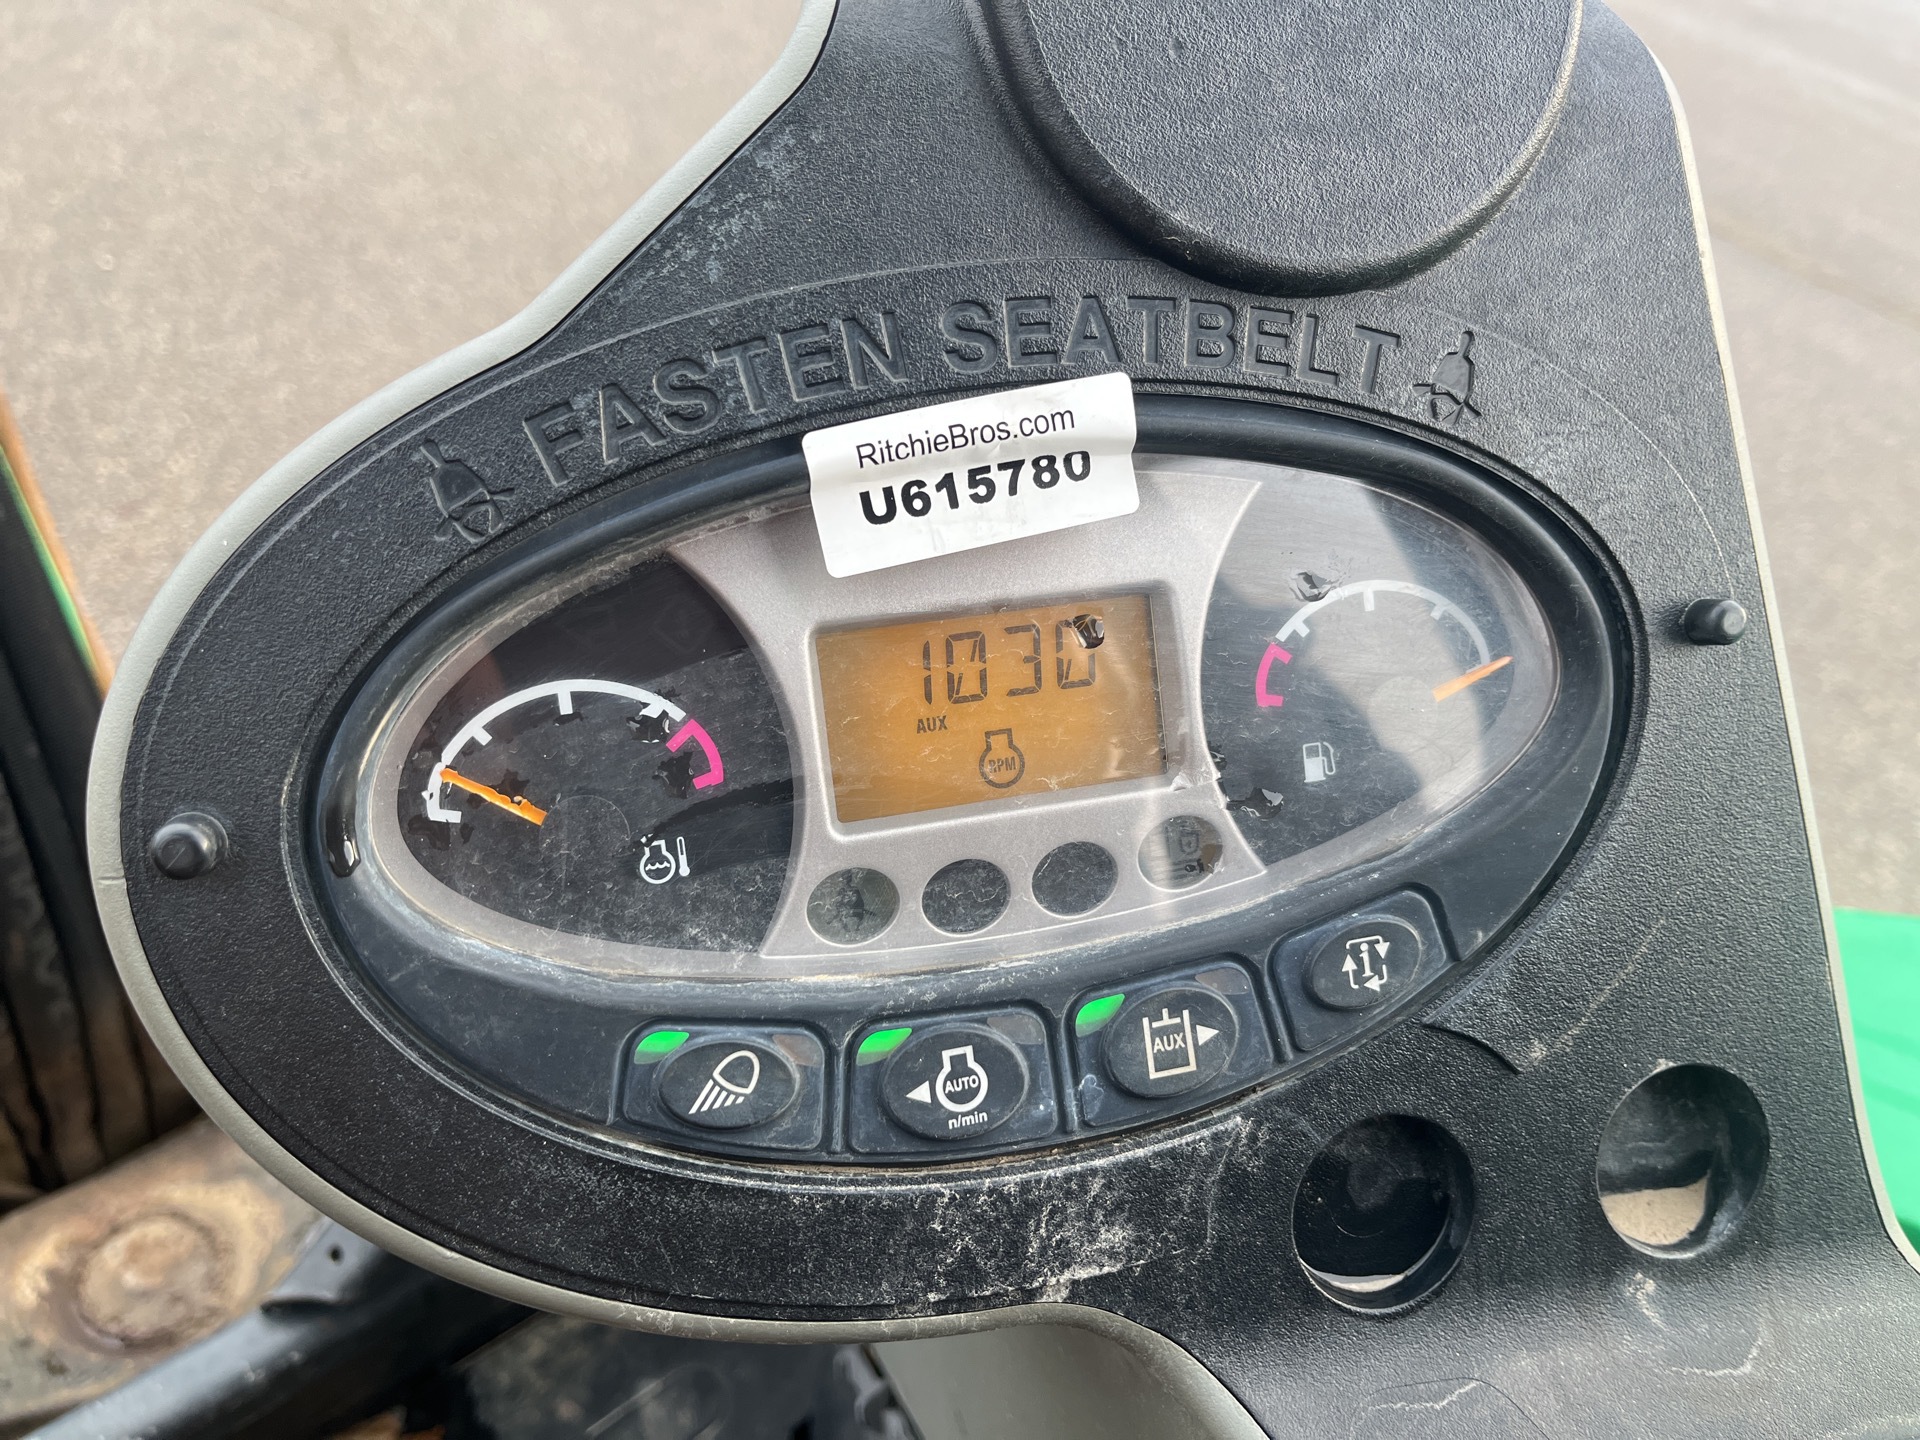 FASTEN SEATBELT
RitchieBros.com
U615780
1030
AUX
RPM
AUTO
n/min
AUX
i